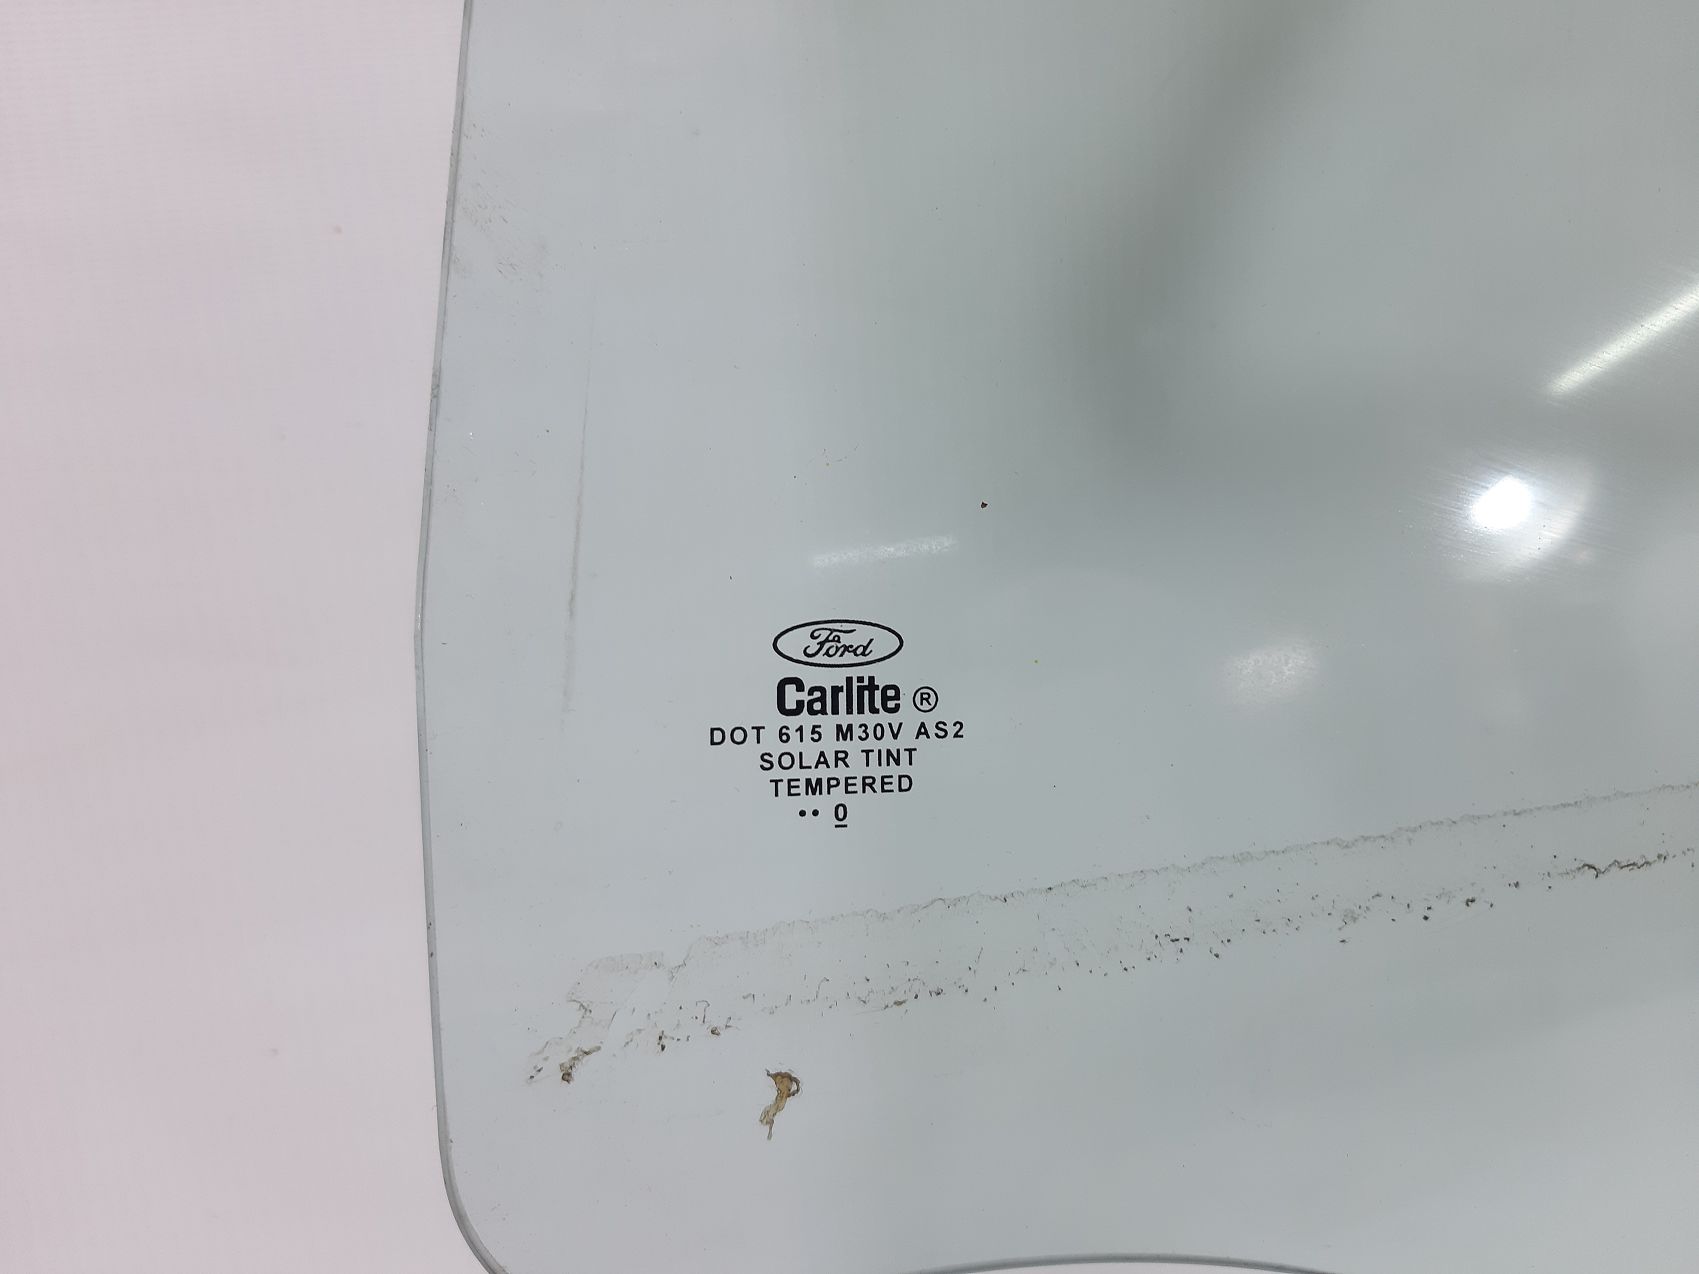 Ford
Carlite ®
DOT 615 M30V AS2
SOLAR TINT
TEMPERED
•• 0